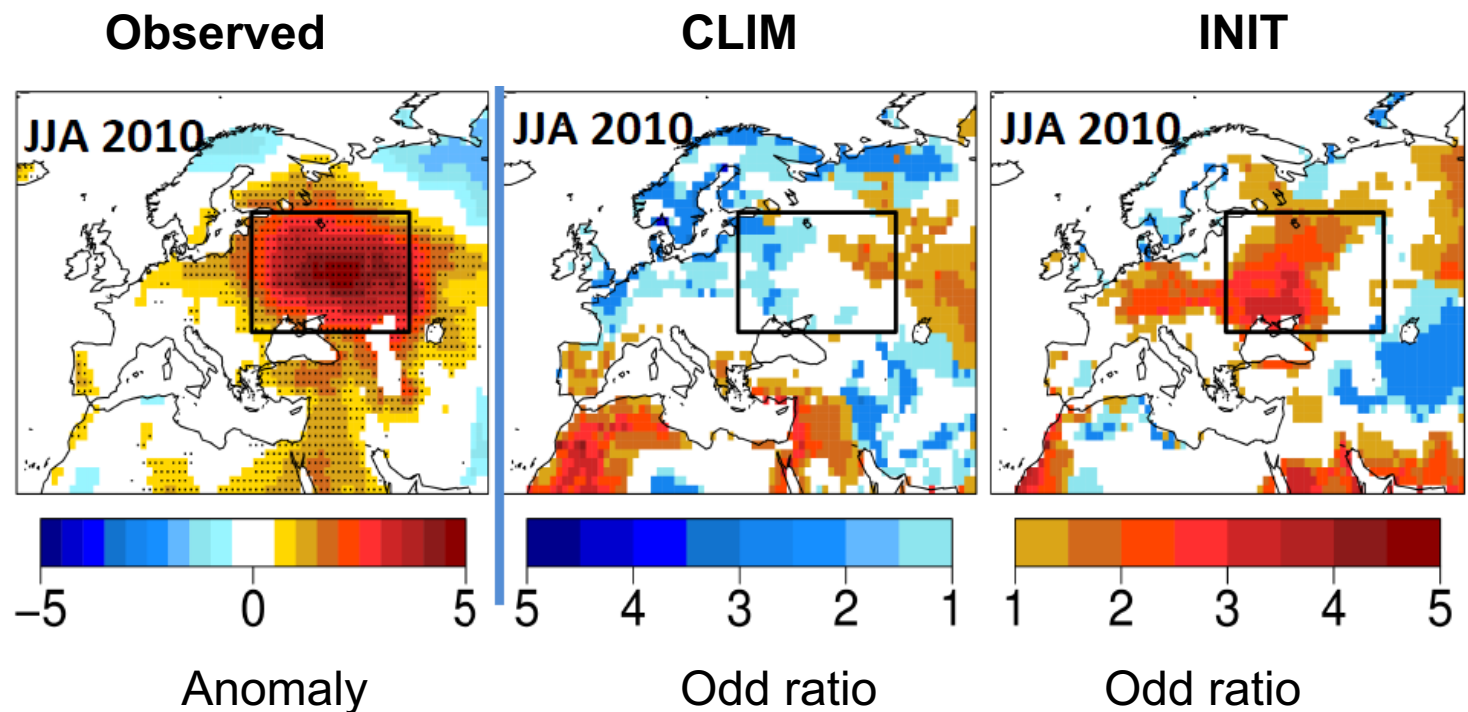 Observed CLIM INIT
JJA 2010 JJA 2010 JJA 2010
−5 0 5 5 4 3 2 1 1 2 3 4 5
Anomaly Odd ratio Odd ratio